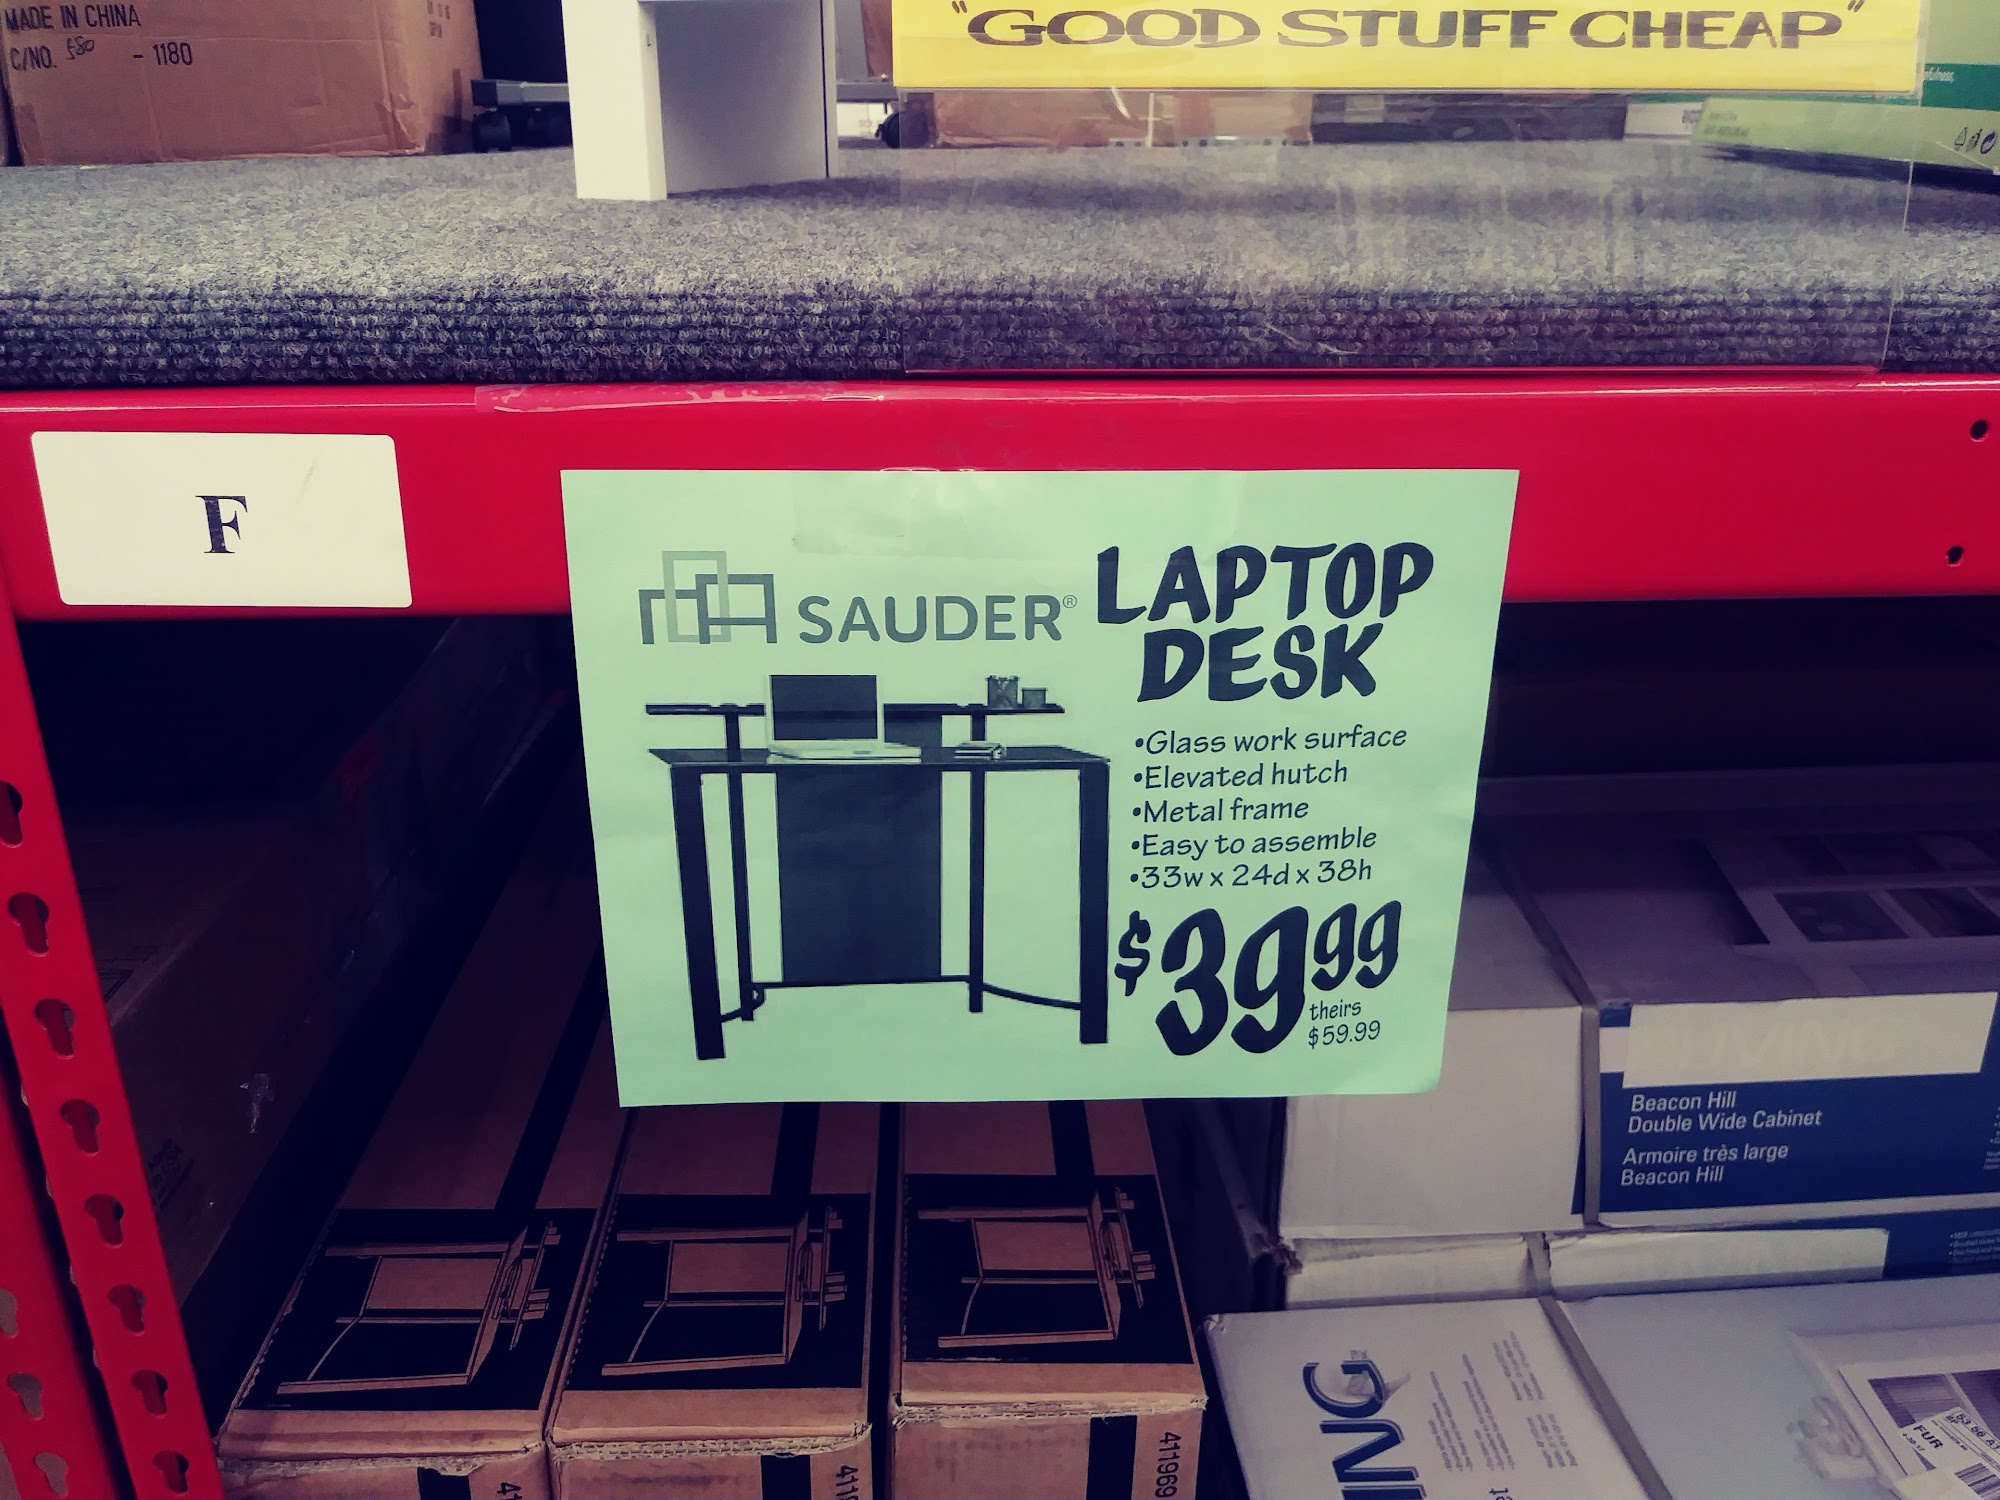 MADE IN CHINA
C/NO. 580 - 1180
"GOOD STUFF CHEAP"
F
SAUDER®
LAPTOP
DESK
•Glass work surface
•Elevated hutch
•Metal frame
•Easy to assemble
•33w x 24d x 38h
$39.99
theirs
$59.99
Beacon Hill
Double Wide Cabinet
Armoire très large
Beacon Hill
411969
ING
FUR